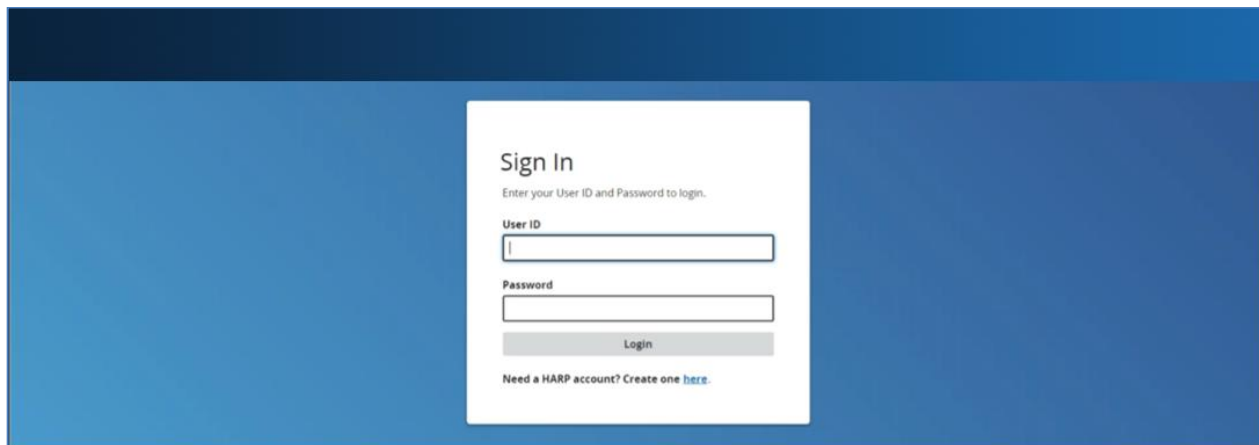 Sign In
Enter your User ID and Password to login.
User ID
Password
Login
Need a HARP account? Create one here.